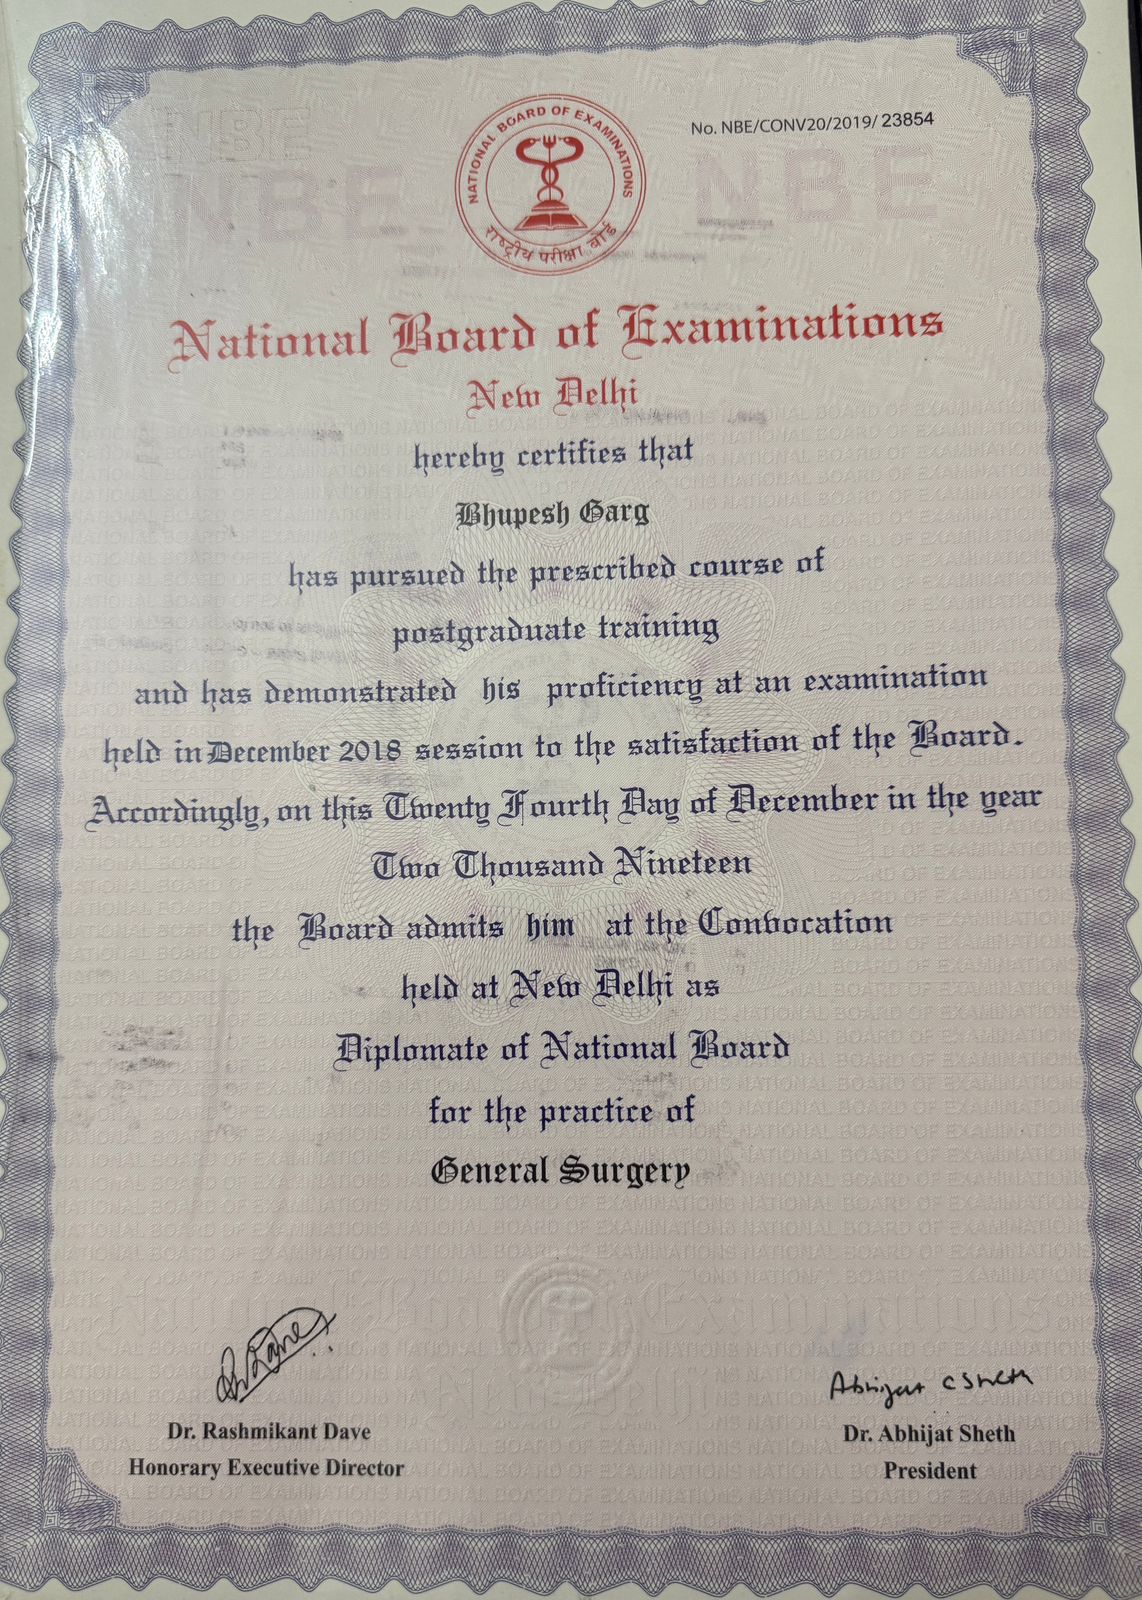 No. NBE/CONV20/2019/ 23854
NATIONAL BOARD OF EXAMINATIONS
राष्ट्रीय परीक्षा बोर्ड
National Board of Examinations
New Delhi
hereby certifies that
Bhupesh Garg
has pursued the prescribed course of
postgraduate training
and has demonstrated his proficiency at an examination
held in December 2018 session to the satisfaction of the Board.
Accordingly, on this Twenty Fourth Day of December in the year
Two Thousand Nineteen
the Board admits him at the Convocation
held at New Delhi as
Diplomate of National Board
for the practice of
General Surgery
Abhijat C Sheth
Dr. Rashmikant Dave
Honorary Executive Director
Dr. Abhijat Sheth
President